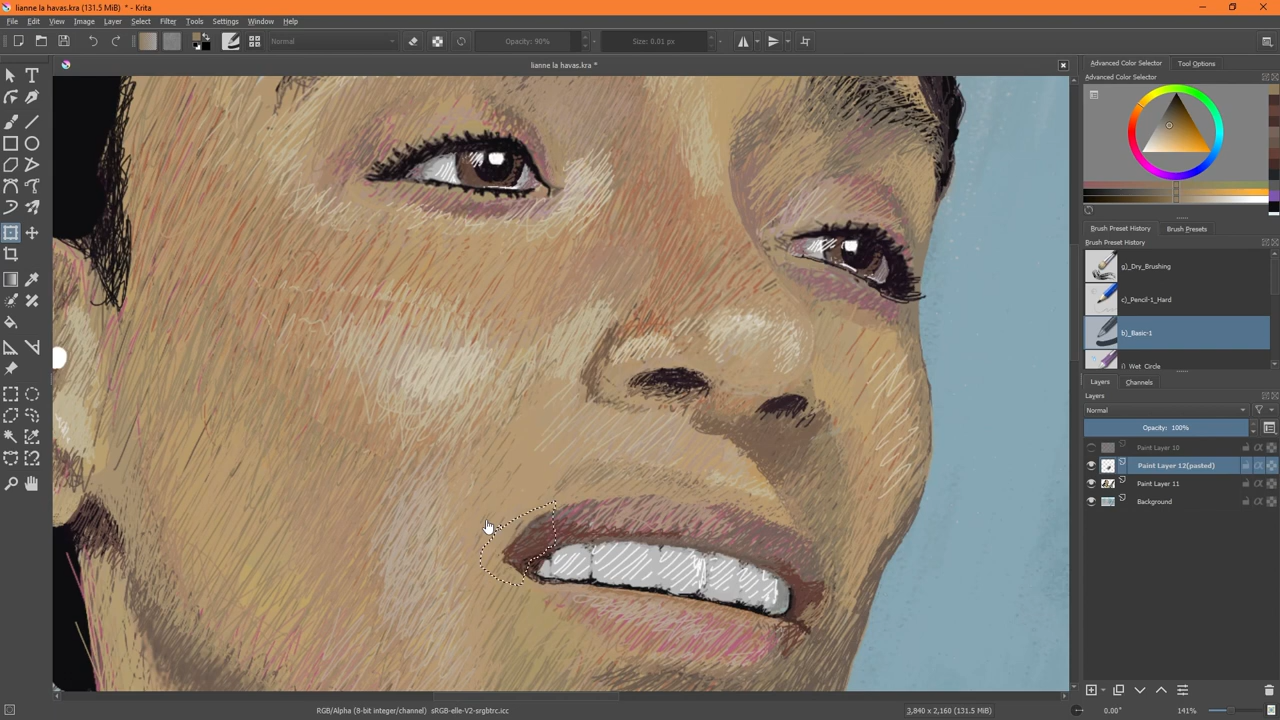 lianne la havas.kra (131.5 MiB) * - Krita
File Edit View Image Layer Select Filter Tools Settings Window Help
Normal Opacity: 90% Size: 0.01 px
lianne la havas.kra *
Advanced Color Selector Tool Options
Advanced Color Selector
Brush Preset History Brush Presets
Brush Preset History
g)_Dry_Brushing
c)_Pencil-1_Hard
b)_Basic-1
i)_Wet_Circle
Layers Channels
Layers
Normal
Opacity: 100%
Paint Layer 10
Paint Layer 12(pasted)
Paint Layer 11
Background
RGB/Alpha (8-bit integer/channel) sRGB-elle-V2-srgbtrc.icc 3,840 x 2,160 (131.5 MiB) 0.00° 141%